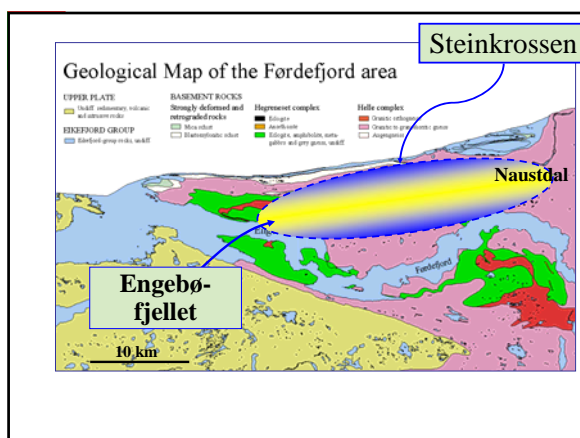 Steinkrossen
Geological Map of the Førdefjord area
UPPER PLATE
Undiff. sedimentary, volcanic
and intrusive rocks
EIKEFJORD GROUP
Eikefjord group rocks, undiff
BASEMENT ROCKS
Strongly deformed and
retrograded rocks
Mica schist
Hegreneset complex
Eclogite
Anorthosite
Eclogite, amphibolite, meta-
gabbro and grey gneiss, undiff.
Helle complex
Granitic orthogneiss
Granitic to granodioritic gneiss
Augengneiss
Naustdal
Førdefjord
Engebø-
fjellet
10 km